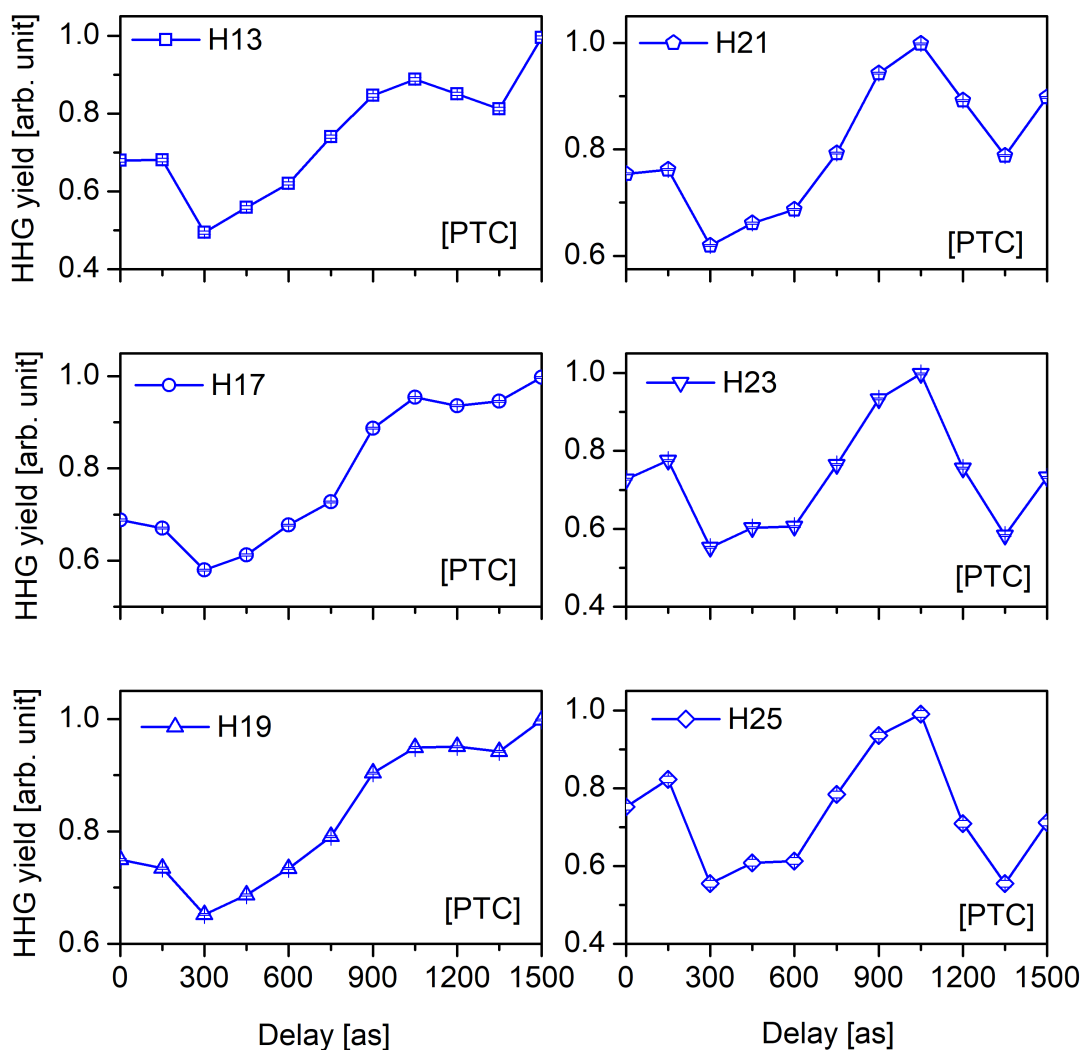 HHG yield [arb. unit]
1.0
0.8
0.6
0.4
H13
[PTC]
1.0
0.8
0.6
H21
[PTC]
HHG yield [arb. unit]
1.0
0.8
0.6
H17
[PTC]
1.0
0.8
0.6
0.4
H23
[PTC]
HHG yield [arb. unit]
1.0
0.8
0.6
H19
[PTC]
0 300 600 900 1200 1500
Delay [as]
1.0
0.8
0.6
0.4
H25
[PTC]
0 300 600 900 1200 1500
Delay [as]